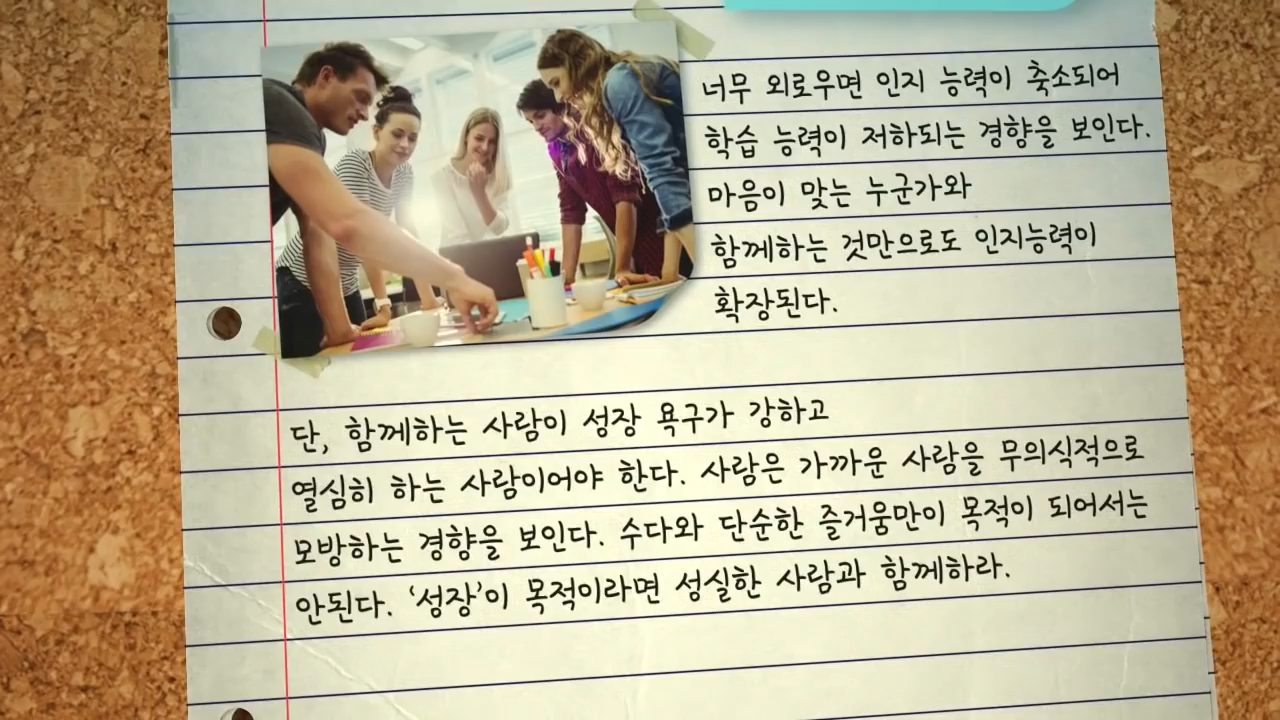 너무 외로우면 인지 능력이 축소되어
학습 능력이 저하되는 경향을 보인다.
마음이 맞는 누군가와
함께하는 것만으로도 인지능력이
확장된다.
단, 함께하는 사람이 성장 욕구가 강하고
열심히 하는 사람이어야 한다. 사람은 가까운 사람을 무의식적으로
모방하는 경향을 보인다. 수다와 단순한 즐거움만이 목적이 되어서는
안된다. ‘성장’이 목적이라면 성실한 사람과 함께하라.